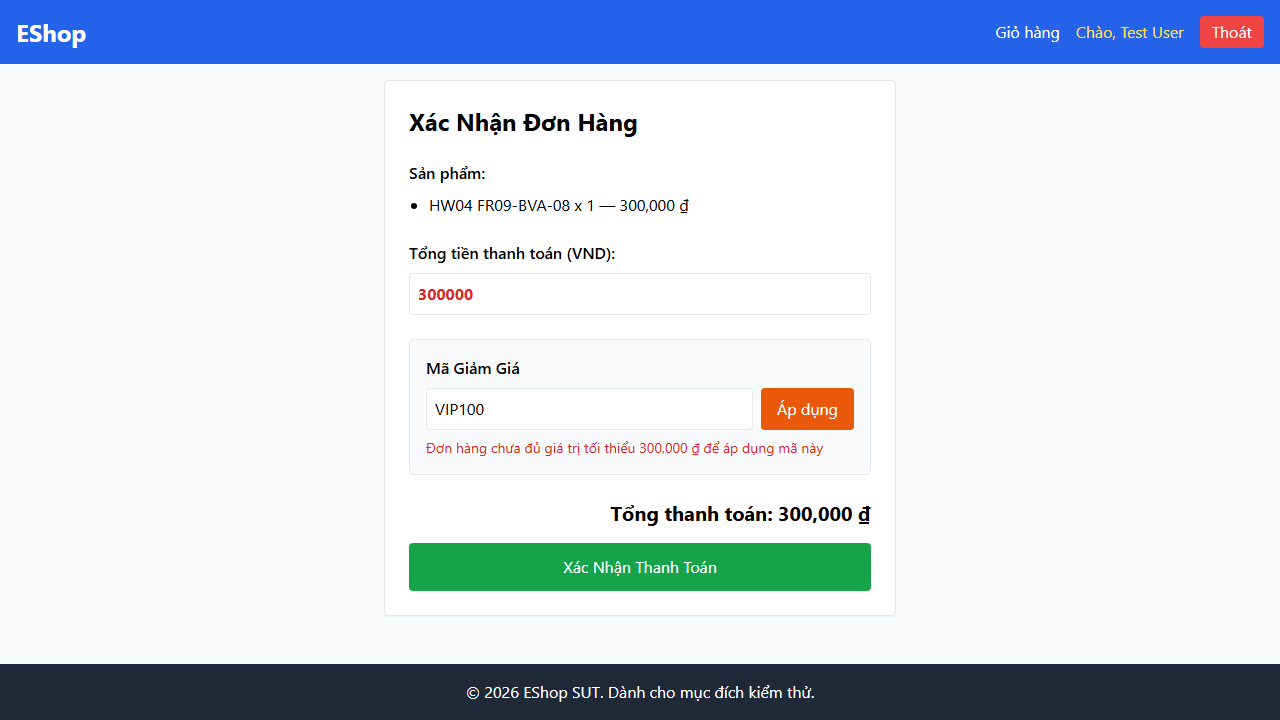 EShop
Giỏ hàng
Chào, Test User
Thoát
Xác Nhận Đơn Hàng
Sản phẩm:
HW04 FR09-BVA-08 x 1 — 300,000 ₫
Tổng tiền thanh toán (VND):
300000
Mã Giảm Giá
VIP100
Áp dụng
Đơn hàng chưa đủ giá trị tối thiểu 300,000 ₫ để áp dụng mã này
Tổng thanh toán: 300,000 ₫
Xác Nhận Thanh Toán
© 2026 EShop SUT. Dành cho mục đích kiểm thử.